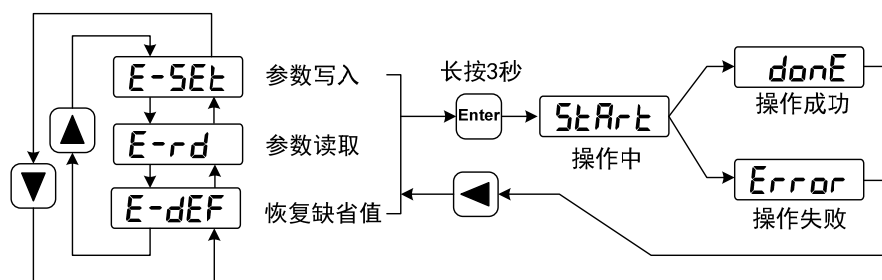 E-SEt 参数写入
E-rd 参数读取
E-dEF 恢复缺省值
长按3秒
Enter
StArt
操作中
donE
操作成功
Error
操作失败